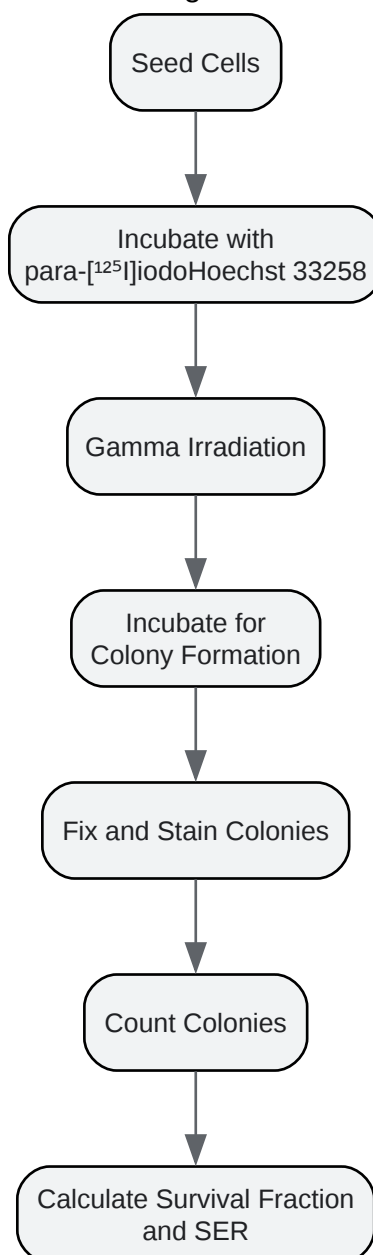 Seed Cells
Incubate with
para-[¹²⁵I]iodoHoechst 33258
Gamma Irradiation
Incubate for
Colony Formation
Fix and Stain Colonies
Count Colonies
Calculate Survival Fraction
and SER